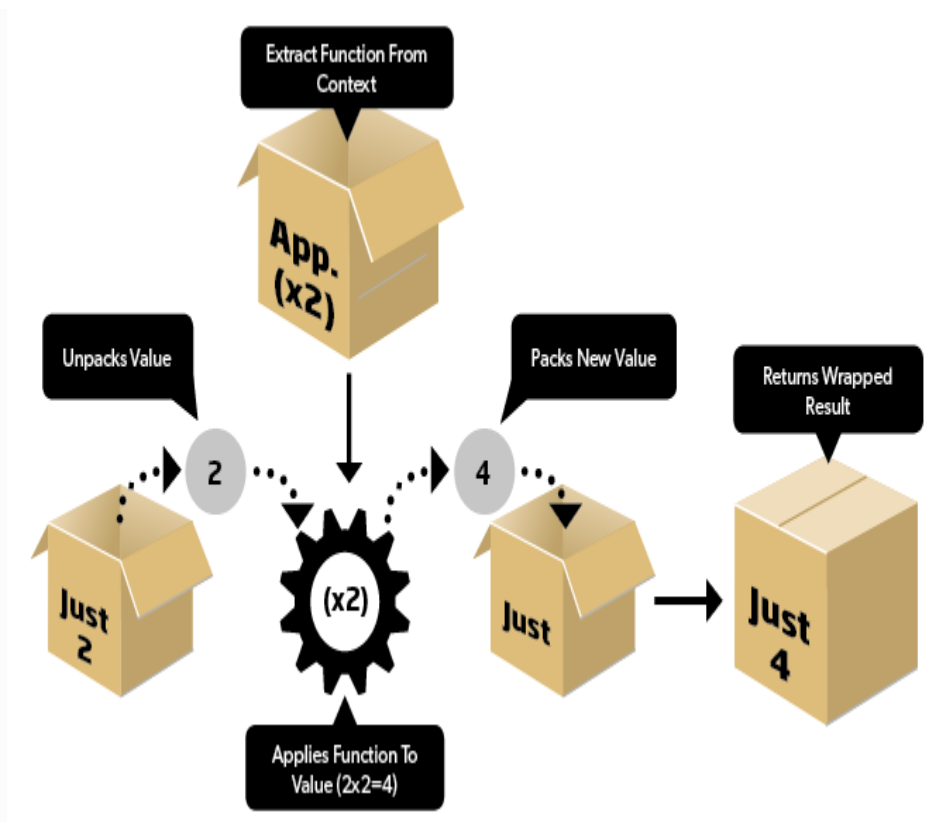 Extract Function From
Context
App.
(x2)
Unpacks Value
Packs New Value
Returns Wrapped
Result
2
4
Just
2
(x2)
Just
Just
4
Applies Function To
Value (2x2=4)